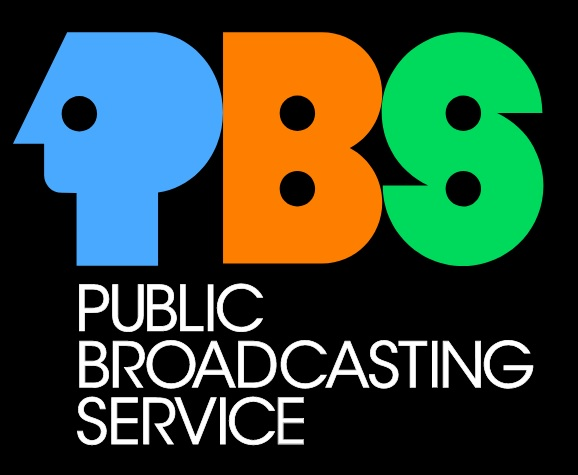 PBS
PUBLIC
BROADCASTING
SERVICE